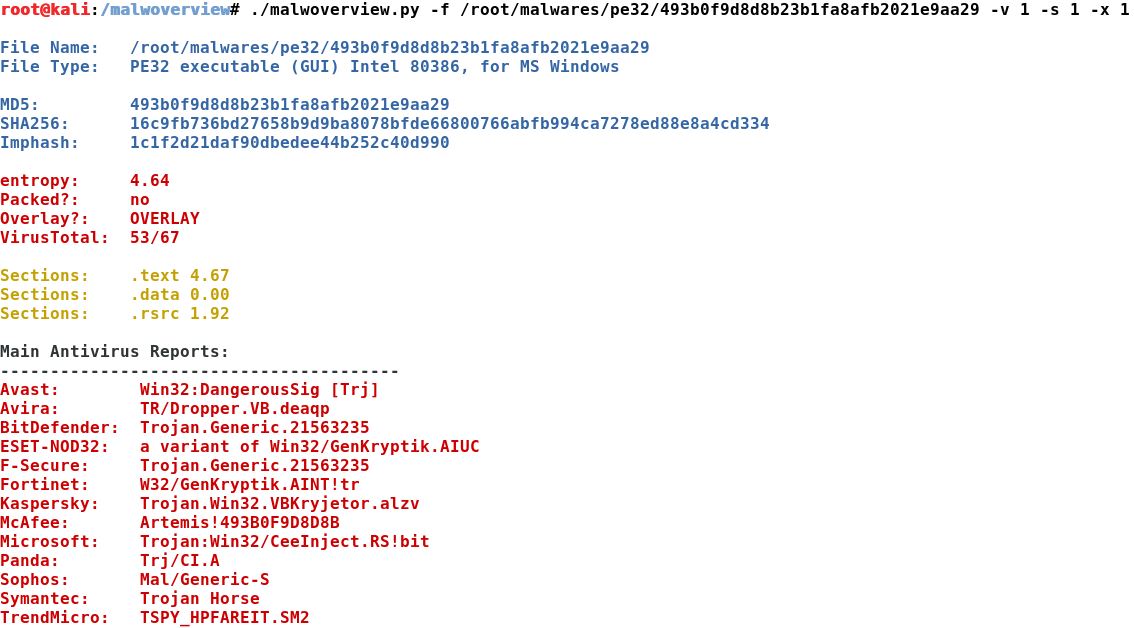 root@kali:/malwoverview# ./malwoverview.py -f /root/malwares/pe32/493b0f9d8d8b23b1fa8afb2021e9aa29 -v 1 -s 1 -x 1
File Name:   /root/malwares/pe32/493b0f9d8d8b23b1fa8afb2021e9aa29
File Type:   PE32 executable (GUI) Intel 80386, for MS Windows
MD5:         493b0f9d8d8b23b1fa8afb2021e9aa29
SHA256:      16c9fb736bd27658b9d9ba8078bfde66800766abfb994ca7278ed88e8a4cd334
Imphash:     1c1f2d21daf90dbedee44b252c40d990
entropy:     4.64
Packed?:     no
Overlay?:    OVERLAY
VirusTotal:  53/67
Sections:    .text 4.67
Sections:    .data 0.00
Sections:    .rsrc 1.92
Main Antivirus Reports:
----------------------------------------
Avast:        Win32:DangerousSig [Trj]
Avira:        TR/Dropper.VB.deaqp
BitDefender:  Trojan.Generic.21563235
ESET-NOD32:   a variant of Win32/GenKryptik.AIUC
F-Secure:     Trojan.Generic.21563235
Fortinet:     W32/GenKryptik.AINT!tr
Kaspersky:    Trojan.Win32.VBKryjetor.alzv
McAfee:       Artemis!493B0F9D8D8B
Microsoft:    Trojan:Win32/CeeInject.RS!bit
Panda:        Trj/CI.A
Sophos:       Mal/Generic-S
Symantec:     Trojan Horse
TrendMicro:   TSPY_HPFAREIT.SM2